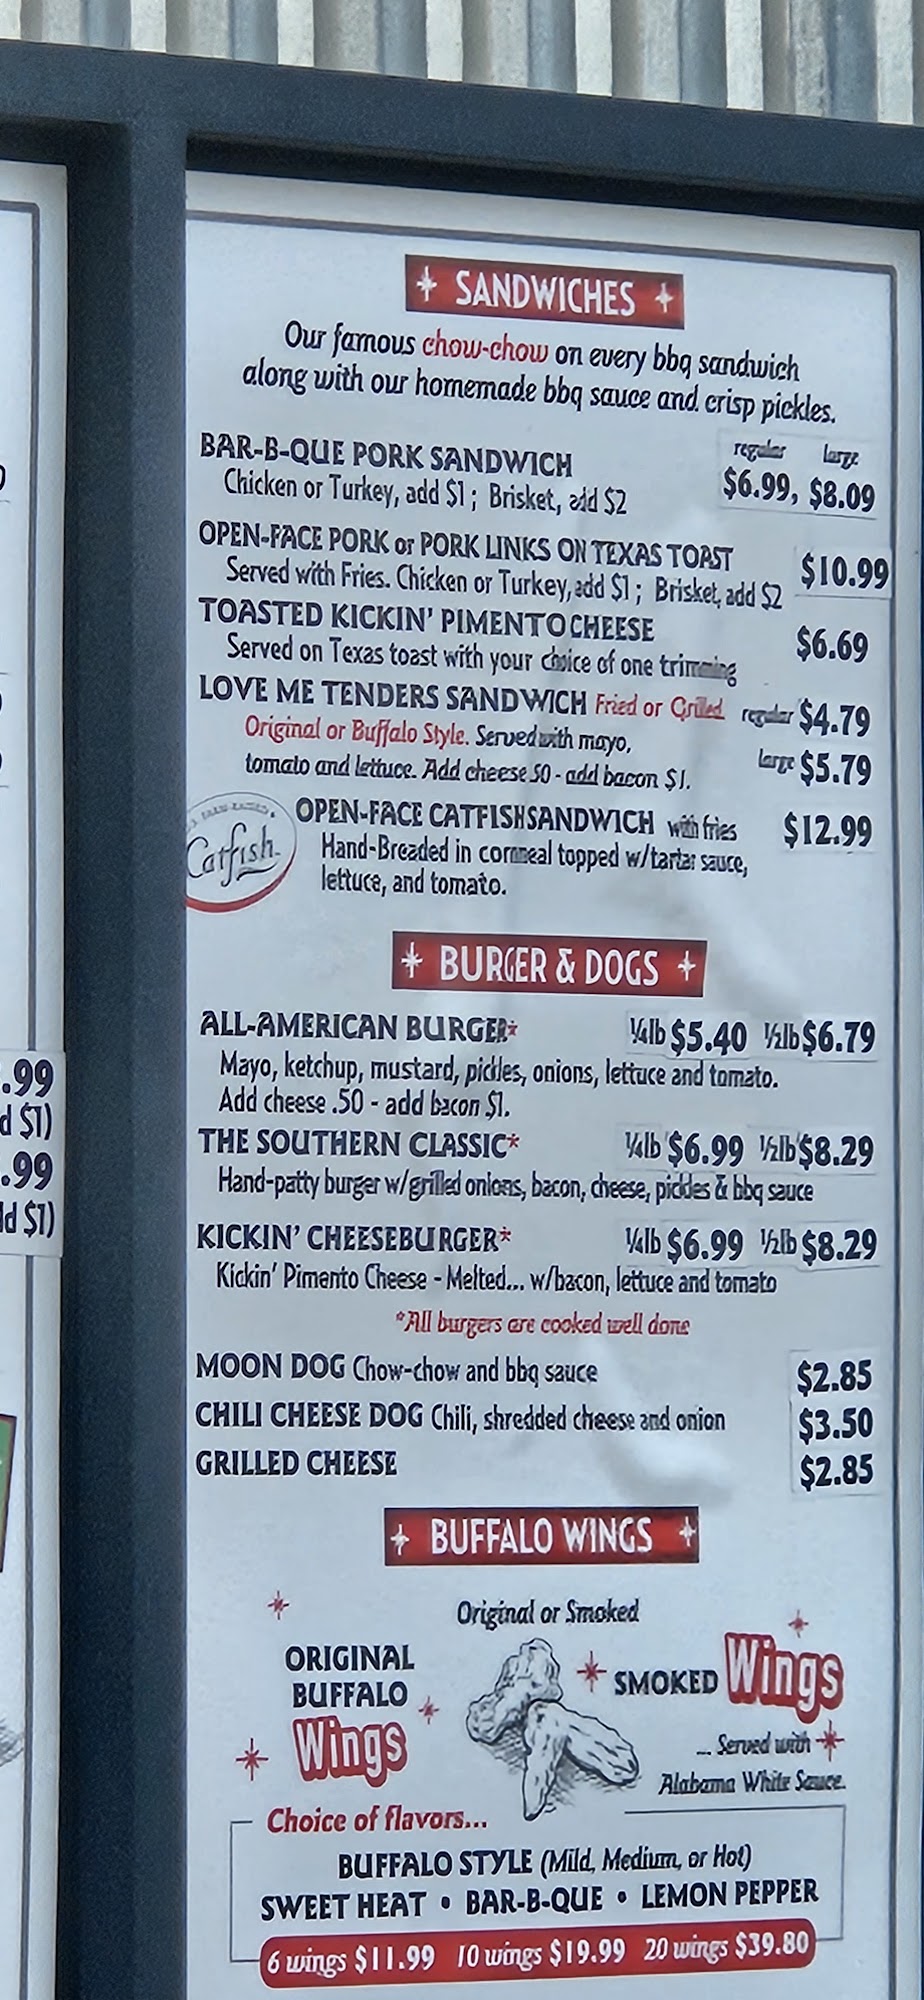 .99
d $1)
.99
dd $1)
SANDWICHES
Our famous chow-chow on every bbq sandwich
along with our homemade bbq sauce and crisp pickles.
regular large
BAR-B-QUE PORK SANDWICH $6.99, $8.09
Chicken or Turkey, add $1; Brisket, add $2
OPEN-FACE PORK or PORK LINKS ON TEXAS TOAST $10.99
Served with Fries. Chicken or Turkey, add $1; Brisket, add $2
TOASTED KICKIN' PIMENTO CHEESE $6.69
Served on Texas toast with your choice of one trimming
LOVE ME TENDERS SANDWICH Fried or Grilled regular $4.79
Original or Buffalo Style. Served with mayo,
tomato and lettuce. Add cheese .50 - add bacon $1. large $5.79
Catfish
OPEN-FACE CATFISH SANDWICH with fries $12.99
Hand-Breaded in cornmeal topped w/tartar sauce,
lettuce, and tomato.
BURGER & DOGS
ALL-AMERICAN BURGER* ¼lb $5.40 ½lb $6.79
Mayo, ketchup, mustard, pickles, onions, lettuce and tomato.
Add cheese .50 - add bacon $1.
THE SOUTHERN CLASSIC* ¼lb $6.99 ½lb $8.29
Hand-patty burger w/grilled onions, bacon, cheese, pickles & bbq sauce
KICKIN' CHEESEBURGER* ¼lb $6.99 ½lb $8.29
Kickin' Pimento Cheese - Melted... w/bacon, lettuce and tomato
*All burgers are cooked well done
MOON DOG Chow-chow and bbq sauce $2.85
CHILI CHEESE DOG Chili, shredded cheese and onion $3.50
GRILLED CHEESE $2.85
BUFFALO WINGS
Original or Smoked
ORIGINAL
BUFFALO
Wings
SMOKED Wings
... Served with
Alabama White Sauce.
Choice of flavors...
BUFFALO STYLE (Mild, Medium, or Hot)
SWEET HEAT • BAR-B-QUE • LEMON PEPPER
6 wings $11.99 10 wings $19.99 20 wings $39.80